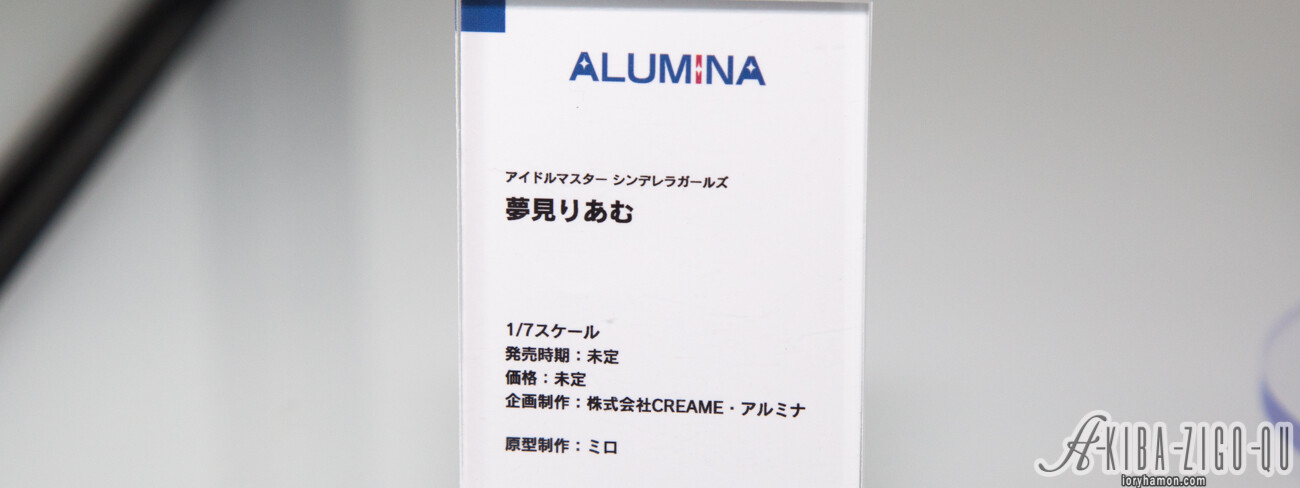 ALUMINA
アイドルマスター シンデレラガールズ
夢見りあむ
1/7スケール
発売時期：未定
価格：未定
企画制作：株式会社CREAME・アルミナ
原型制作：ミロ
A-KIBA-ZIGO-QU
loryhamon.com